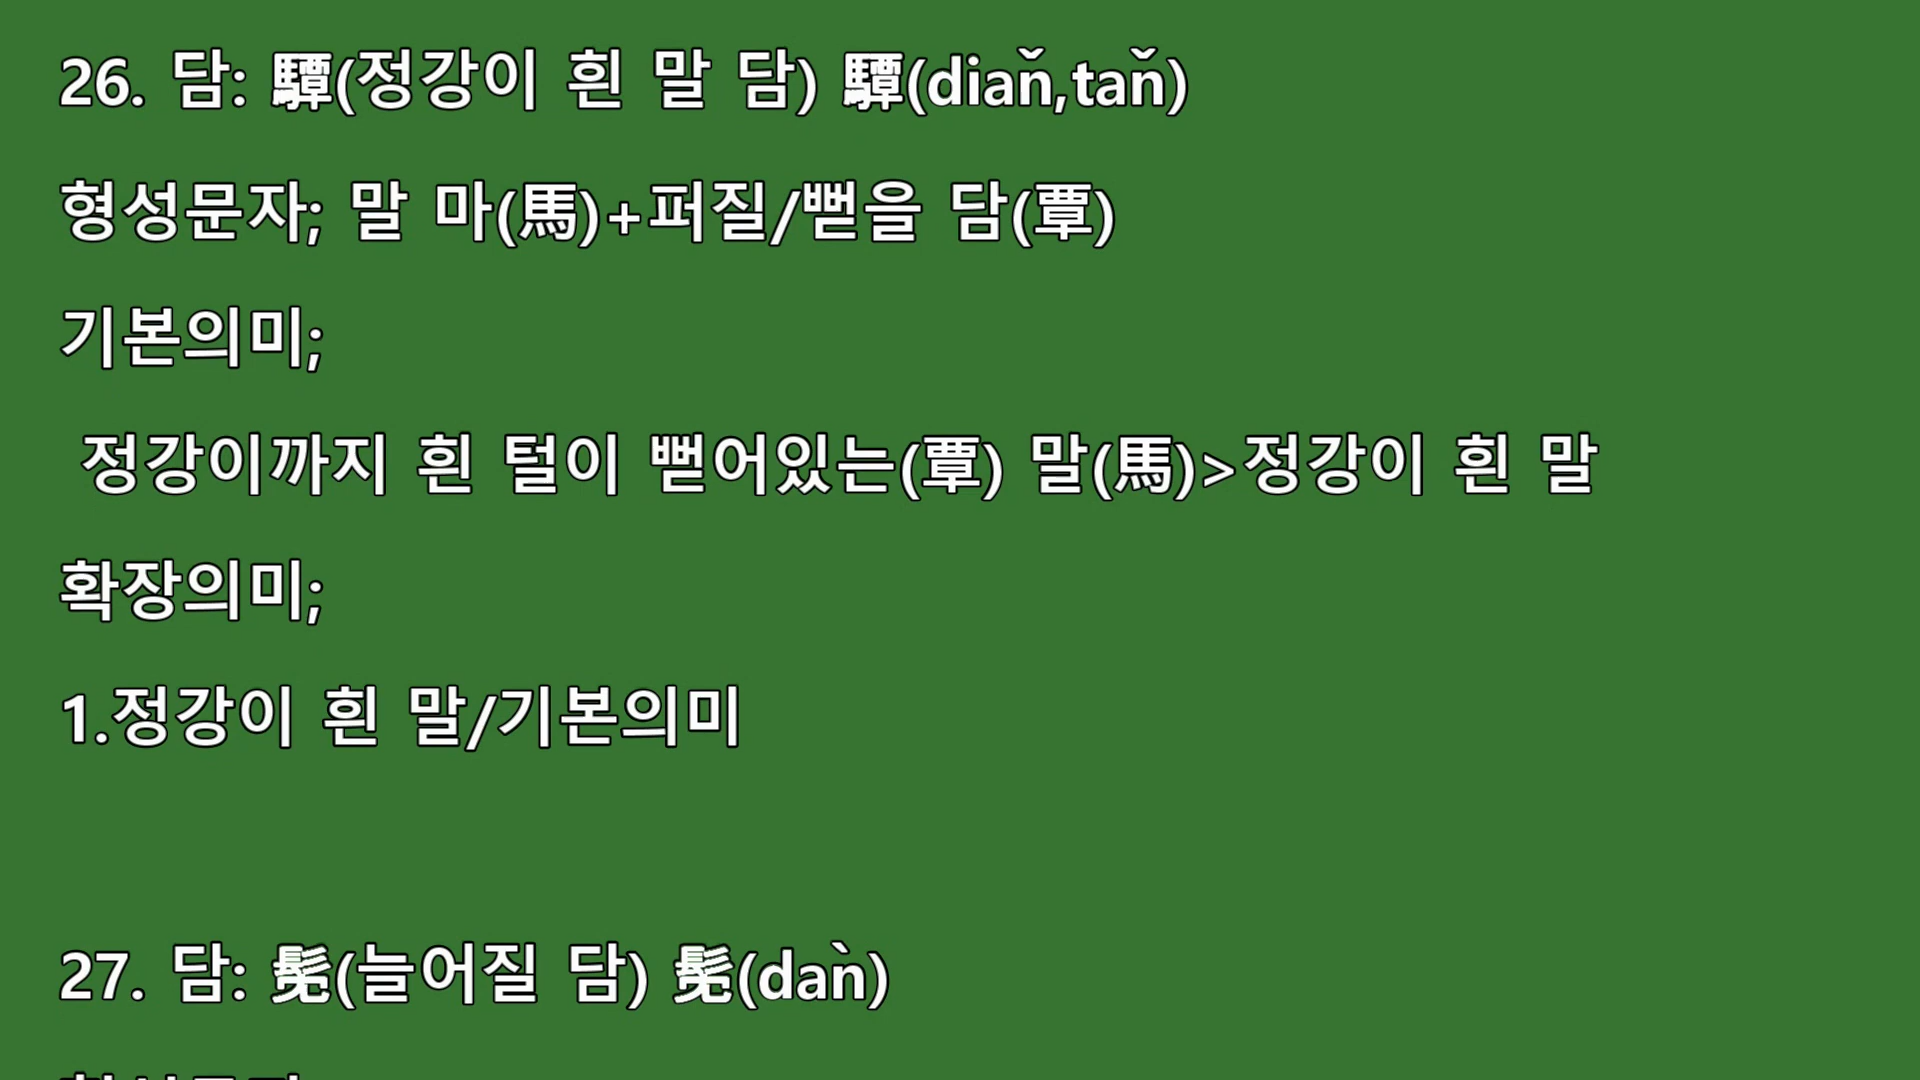 26. 담: 驔(정강이 흰 말 담) 驔(diaň,taň)
형성문자; 말 마(馬)+퍼질/뻗을 담(覃)
기본의미;
정강이까지 흰 털이 뻗어있는(覃) 말(馬)>정강이 흰 말
확장의미;
1.정강이 흰 말/기본의미
27. 담: 髧(늘어질 담) 髧(daǹ)